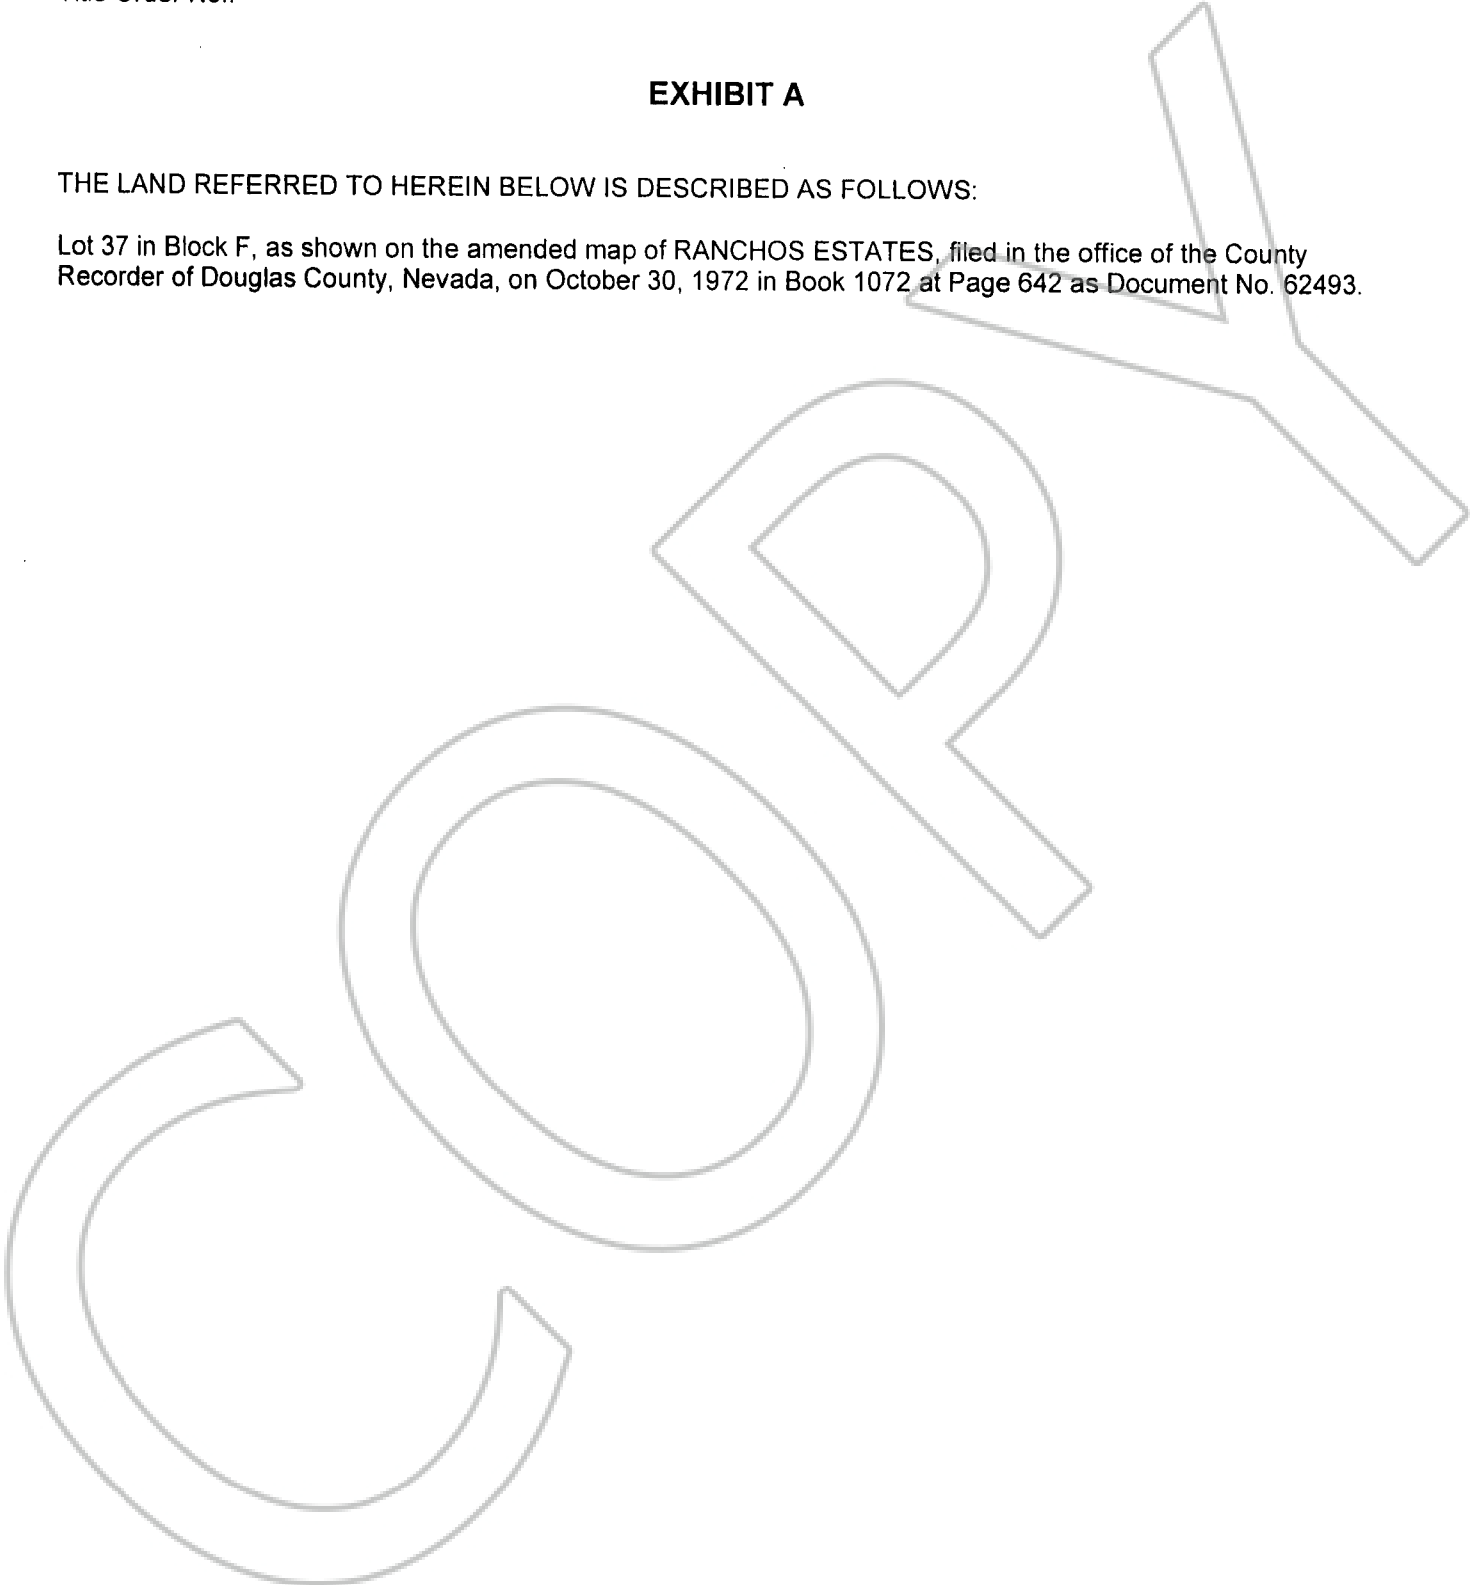 EXHIBIT A
THE LAND REFERRED TO HEREIN BELOW IS DESCRIBED AS FOLLOWS:
Lot 37 in Block F, as shown on the amended map of RANCHOS ESTATES, filed in the office of the County
Recorder of Douglas County, Nevada, on October 30, 1972 in Book 1072 at Page 642 as Document No. 62493.
COPY